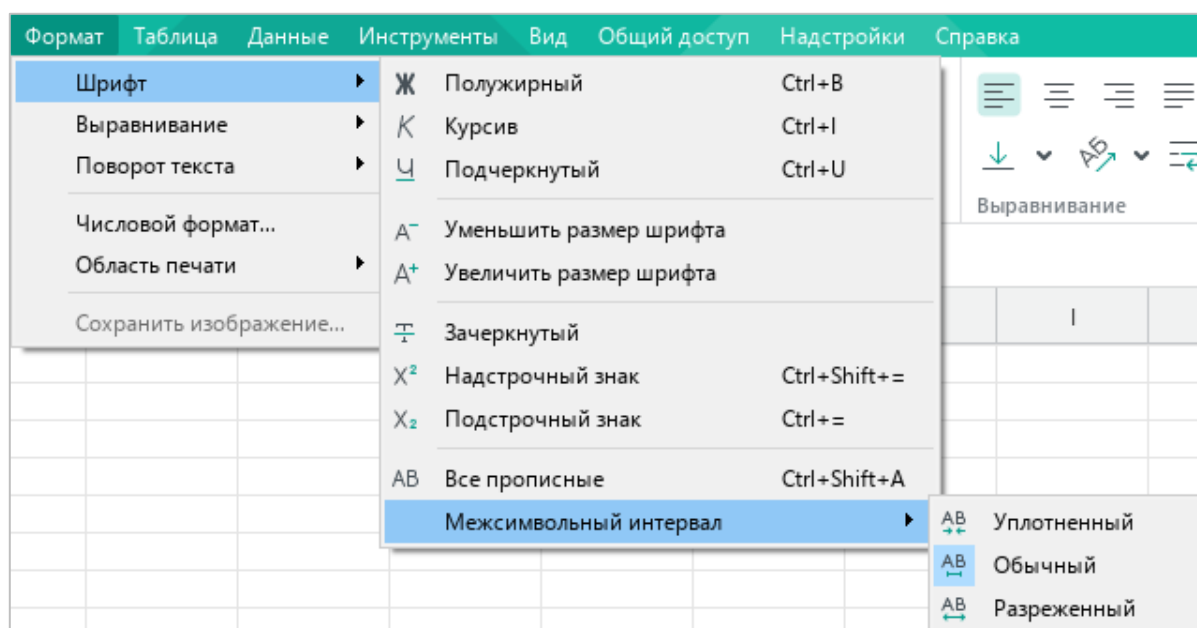 Формат Таблица Данные Инструменты Вид Общий доступ Надстройки Справка
Шрифт
Выравнивание
Поворот текста
Числовой формат...
Область печати
Сохранить изображение...
Ж Полужирный Ctrl+B
К Курсив Ctrl+I
Ч Подчеркнутый Ctrl+U
A- Уменьшить размер шрифта
A+ Увеличить размер шрифта
Т Зачеркнутый
X² Надстрочный знак Ctrl+Shift+=
X₂ Подстрочный знак Ctrl+=
AB Все прописные Ctrl+Shift+A
Межсимвольный интервал
AB Уплотненный
AB Обычный
AB Разреженный
АБ
Выравнивание
I